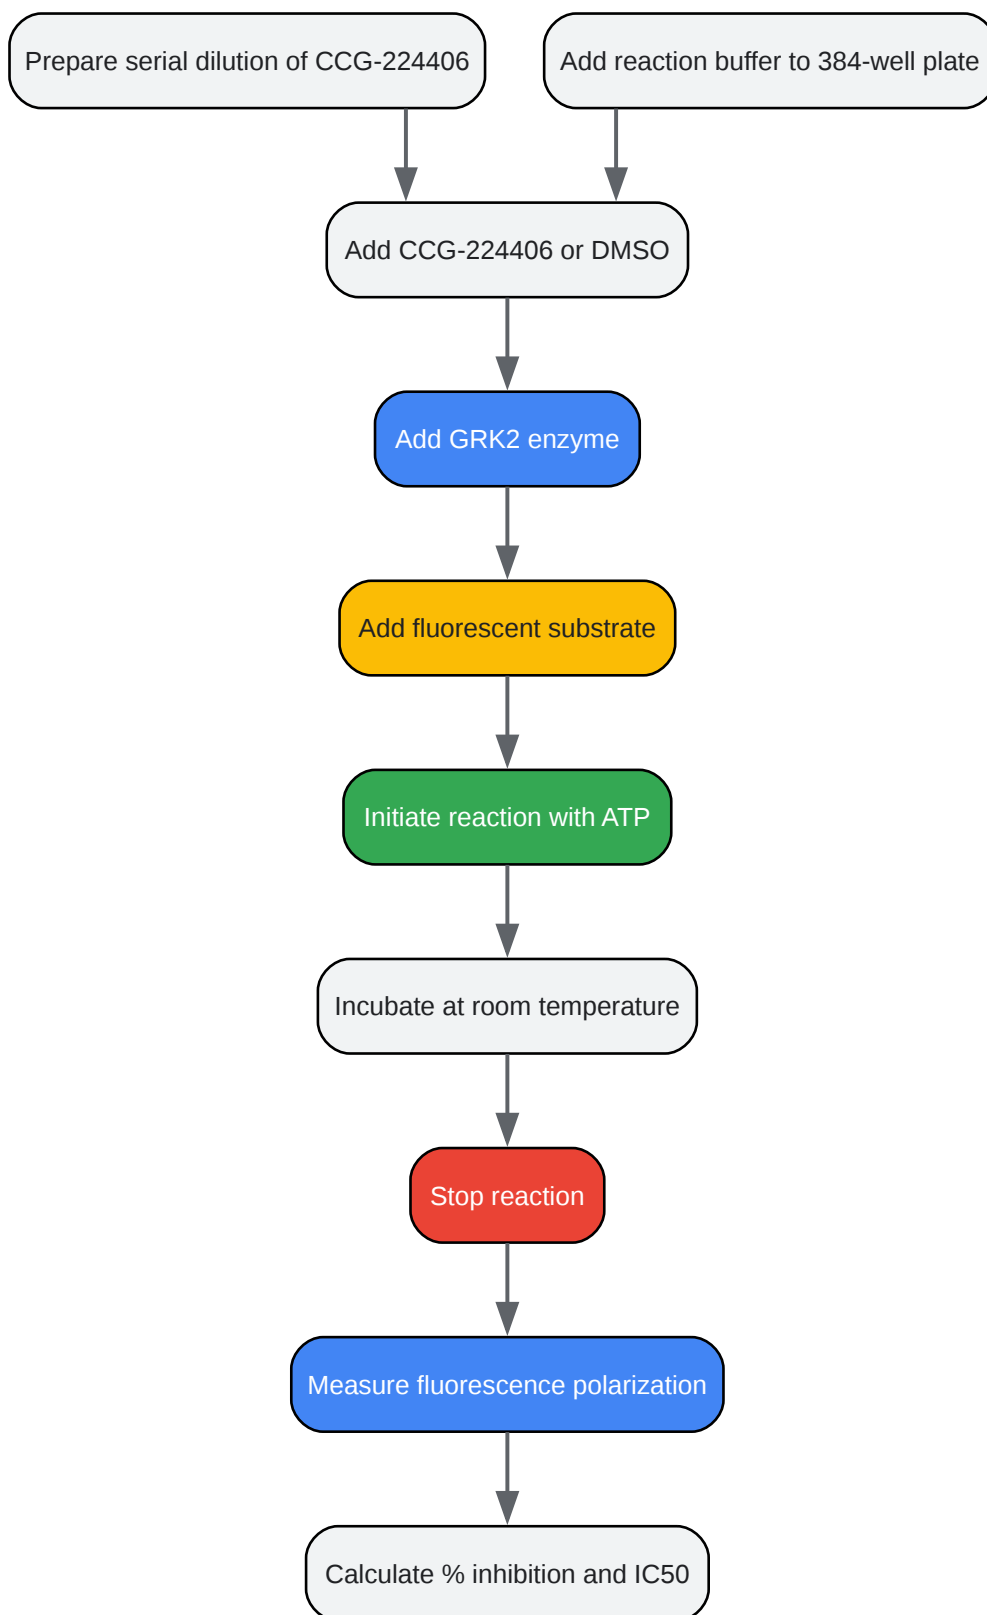 Prepare serial dilution of CCG-224406
Add reaction buffer to 384-well plate
Add CCG-224406 or DMSO
Add GRK2 enzyme
Add fluorescent substrate
Initiate reaction with ATP
Incubate at room temperature
Stop reaction
Measure fluorescence polarization
Calculate % inhibition and IC50